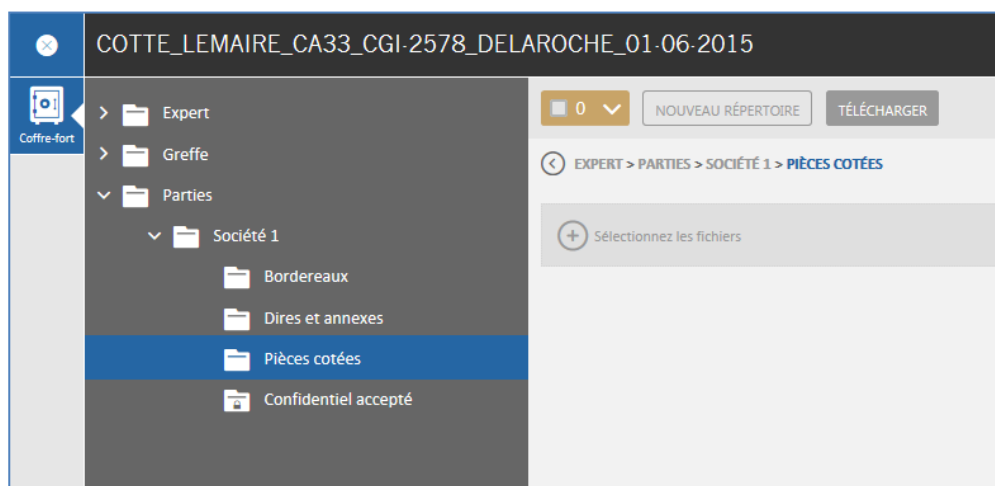 COTTE_LEMAIRE_CA33_CGI-2578_DELAROCHE_01-06-2015
Coffre-fort
Expert
Greffe
Parties
Société 1
Bordereaux
Dires et annexes
Pièces cotées
Confidentiel accepté
0
NOUVEAU RÉPERTOIRE
TÉLÉCHARGER
EXPERT > PARTIES > SOCIÉTÉ 1 > PIÈCES COTÉES
Sélectionnez les fichiers